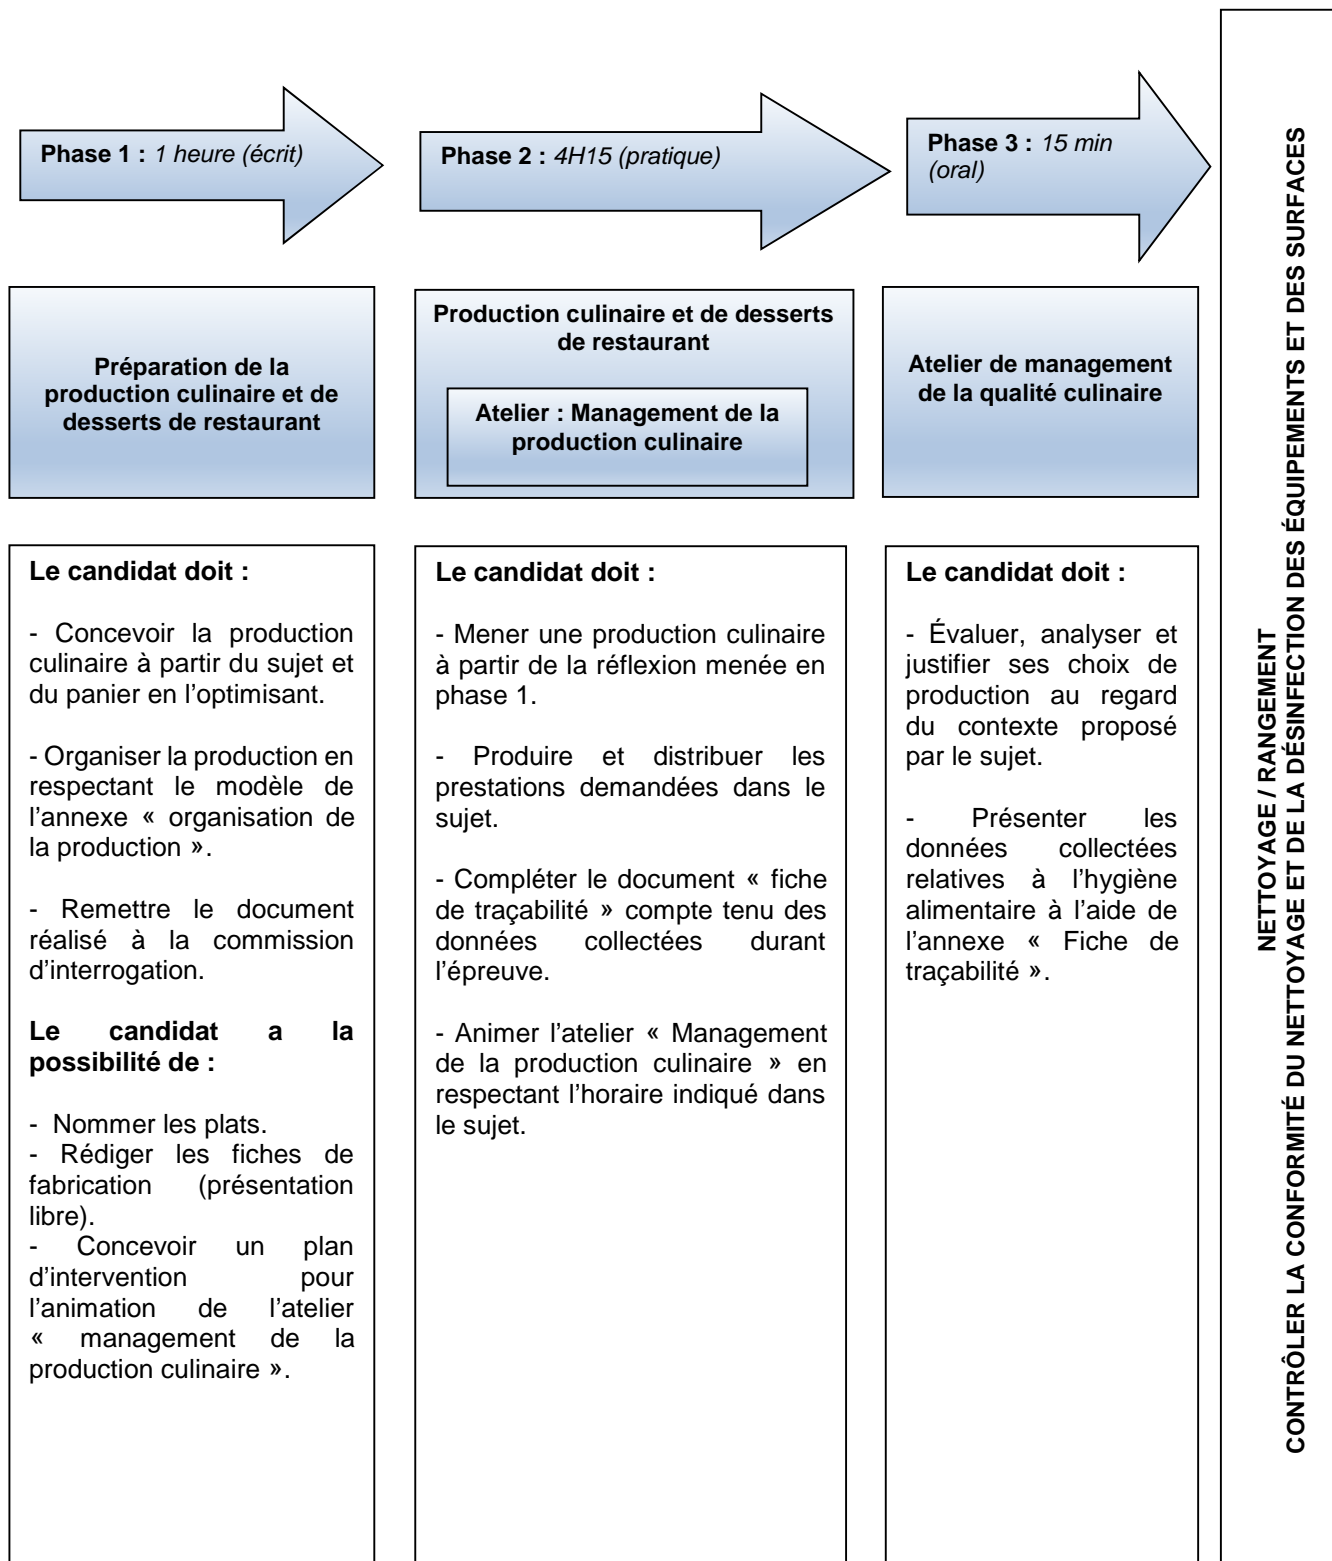 Phase 1 : 1 heure (écrit)
Phase 2 : 4H15 (pratique)
Phase 3 : 15 min
(oral)
Préparation de la
production culinaire et de
desserts de restaurant
Production culinaire et de desserts
de restaurant
Atelier : Management de la
production culinaire
Atelier de management
de la qualité culinaire
Le candidat doit :
- Concevoir la production
culinaire à partir du sujet et
du panier en l’optimisant.
- Organiser la production en
respectant le modèle de
l’annexe « organisation de
la production ».
- Remettre le document
réalisé à la commission
d’interrogation.
Le candidat a la
possibilité de :
- Nommer les plats.
- Rédiger les fiches de
fabrication (présentation
libre).
- Concevoir un plan
d’intervention pour
l’animation de l’atelier
« management de la
production culinaire ».
Le candidat doit :
- Mener une production culinaire
à partir de la réflexion menée en
phase 1.
- Produire et distribuer les
prestations demandées dans le
sujet.
- Compléter le document « fiche
de traçabilité » compte tenu des
données collectées durant
l’épreuve.
- Animer l’atelier « Management
de la production culinaire » en
respectant l’horaire indiqué dans
le sujet.
Le candidat doit :
- Évaluer, analyser et
justifier ses choix de
production au regard
du contexte proposé
par le sujet.
- Présenter les
données collectées
relatives à l’hygiène
alimentaire à l’aide de
l’annexe « Fiche de
traçabilité ».
NETTOYAGE / RANGEMENT
CONTRÔLER LA CONFORMITÉ DU NETTOYAGE ET DE LA DÉSINFECTION DES ÉQUIPEMENTS ET DES SURFACES